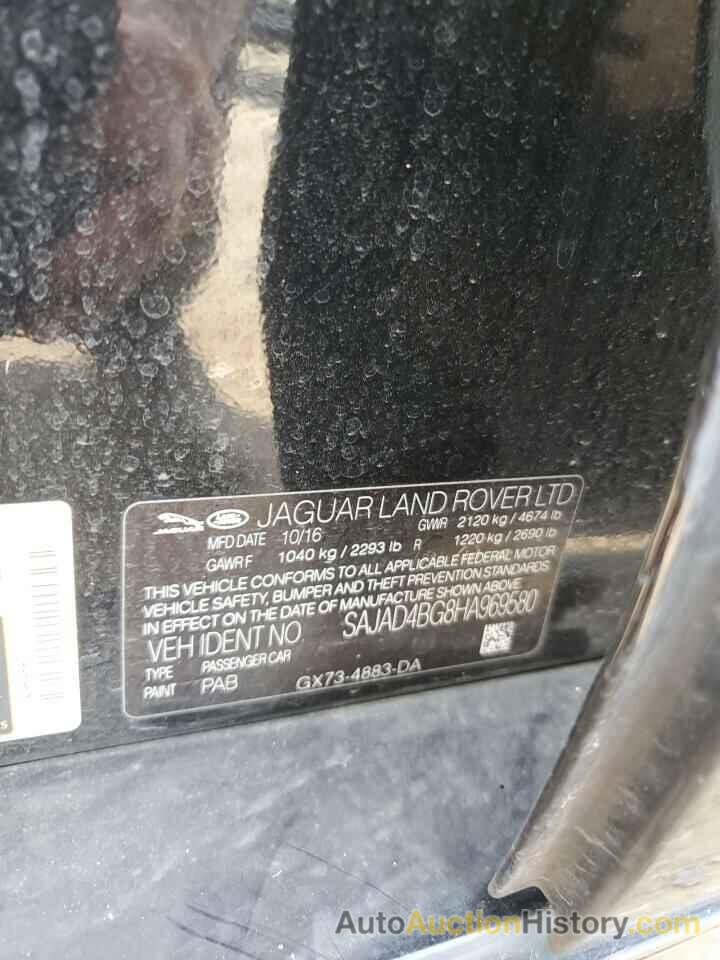 JAGUAR LAND ROVER JAGUAR LAND ROVER LTD
MFD DATE 10/16 GVWR 2120 kg / 4674 lb
GAWR F 1040 kg / 2293 lb R 1220 kg / 2690 lb
THIS VEHICLE CONFORMS TO ALL APPLICABLE FEDERAL MOTOR
VEHICLE SAFETY, BUMPER AND THEFT PREVENTION STANDARDS
IN EFFECT ON THE DATE OF MANUFACTURE SHOWN ABOVE
VEH IDENT NO SAJAD4BG8HA969580
TYPE PASSENGER CAR
PAINT PAB GX73-4883-DA
AutoAuctionHistory.com